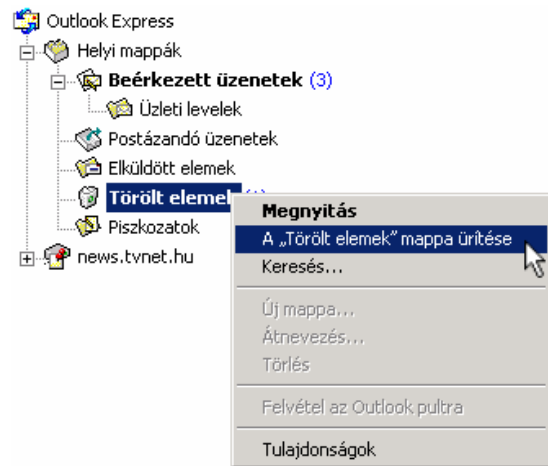 Outlook Express
Helyi mappák
Beérkezett üzenetek (3)
Üzleti levelek
Postázandó üzenetek
Elküldött elemek
Törölt elemek
Piszkozatok
news.tvnet.hu
Megnyitás
A „Törölt elemek” mappa ürítése
Keresés...
Új mappa...
Átnevezés...
Törlés
Felvétel az Outlook pultra
Tulajdonságok